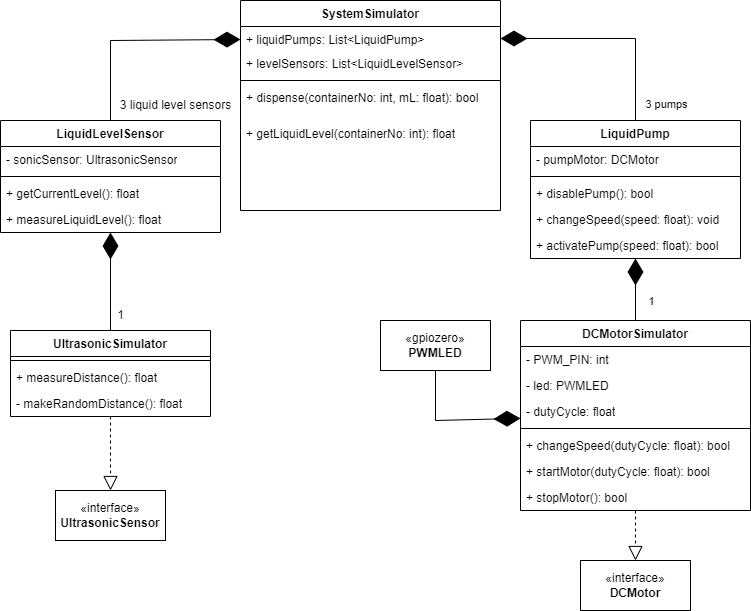 SystemSimulator
+ liquidPumps: List<LiquidPump>
+ levelSensors: List<LiquidLevelSensor>
+ dispense(containerNo: int, mL: float): bool
+ getLiquidLevel(containerNo: int): float
3 liquid level sensors
3 pumps
LiquidLevelSensor
- sonicSensor: UltrasonicSensor
+ getCurrentLevel(): float
+ measureLiquidLevel(): float
LiquidPump
- pumpMotor: DCMotor
+ disablePump(): bool
+ changeSpeed(speed: float): void
+ activatePump(speed: float): bool
1
1
UltrasonicSimulator
+ measureDistance(): float
- makeRandomDistance(): float
«gpiozero»
PWMLED
DCMotorSimulator
- PWM_PIN: int
- led: PWMLED
- dutyCycle: float
+ changeSpeed(dutyCycle: float): bool
+ startMotor(dutyCycle: float): bool
+ stopMotor(): bool
«interface»
UltrasonicSensor
«interface»
DCMotor